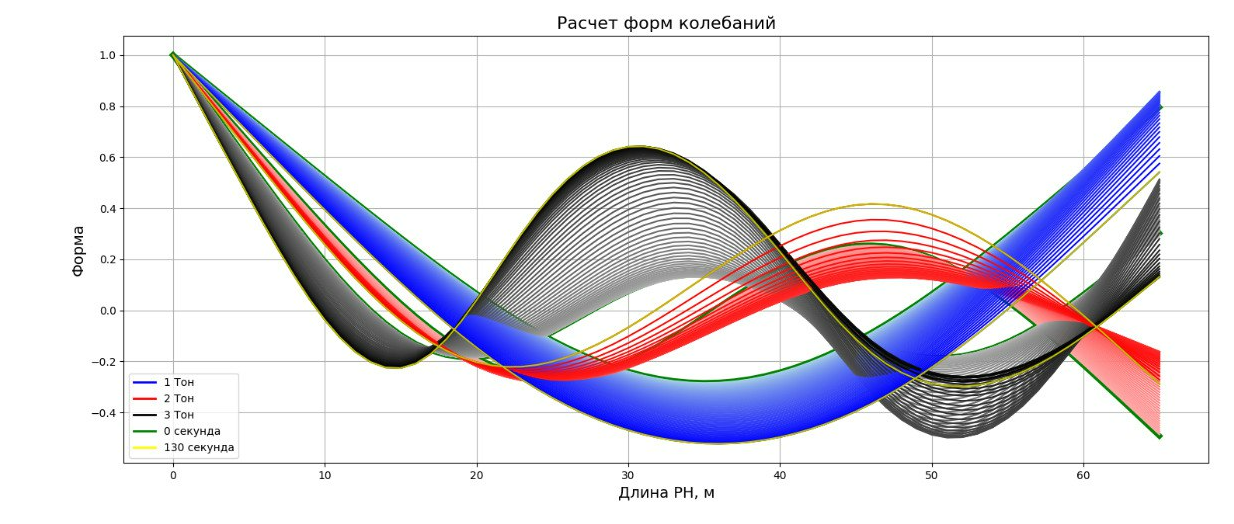 Расчет форм колебаний
Форма
1.0
0.8
0.6
0.4
0.2
0.0
−0.2
−0.4
1 Тон
2 Тон
3 Тон
0 секунда
130 секунда
0 10 20 30 40 50 60
Длина РН, м